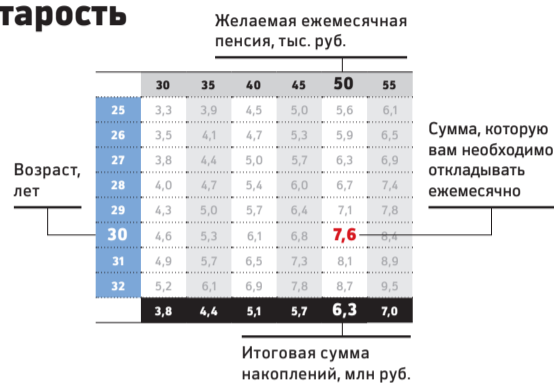 тарость
Желаемая ежемесячная
пенсия, тыс. руб.
30 35 40 45 50 55
25 3,3 3,9 4,5 5,0 5,6 6,1
26 3,5 4,1 4,7 5,3 5,9 6,5
27 3,8 4,4 5,0 5,7 6,3 6,9
28 4,0 4,7 5,4 6,0 6,7 7,4
29 4,3 5,0 5,7 6,4 7,1 7,8
30 4,6 5,3 6,1 6,8 7,6 8,4
31 4,9 5,7 6,5 7,3 8,1 8,9
32 5,2 6,1 6,9 7,8 8,7 9,5
3,8 4,4 5,1 5,7 6,3 7,0
Возраст,
лет
Сумма, которую
вам необходимо
откладывать
ежемесячно
Итоговая сумма
накоплений, млн руб.